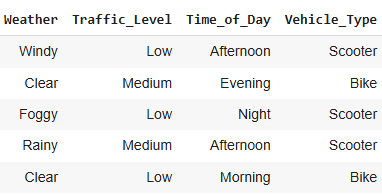 Weather Traffic_Level Time_of_Day Vehicle_Type
Windy Low Afternoon Scooter
Clear Medium Evening Bike
Foggy Low Night Scooter
Rainy Medium Afternoon Scooter
Clear Low Morning Bike